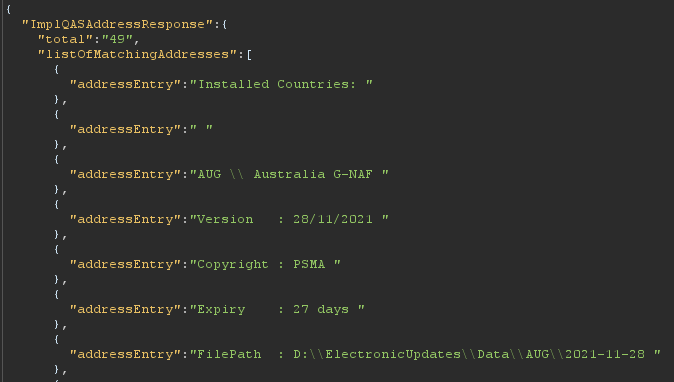 {
"ImplQASAddressResponse":{
"total":"49",
"listOfMatchingAddresses":[
{
"addressEntry":"Installed Countries: "
},
{
"addressEntry":" "
},
{
"addressEntry":"AUG \\ Australia G-NAF "
},
{
"addressEntry":"Version   : 28/11/2021 "
},
{
"addressEntry":"Copyright : PSMA "
},
{
"addressEntry":"Expiry    : 27 days "
},
{
"addressEntry":"FilePath  : D:\\ElectronicUpdates\\Data\\AUG\\2021-11-28 "
},
{